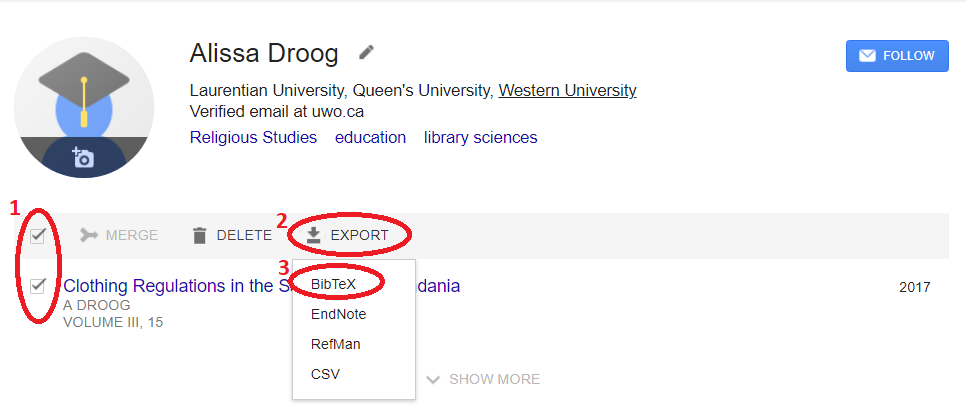 Alissa Droog
FOLLOW
Laurentian University, Queen's University, Western University
Verified email at uwo.ca
Religious Studies education library sciences
1
2
MERGE DELETE EXPORT
3
Clothing Regulations in the S dania 2017
BibTeX
A DROOG
VOLUME III, 15
EndNote
RefMan
CSV
SHOW MORE